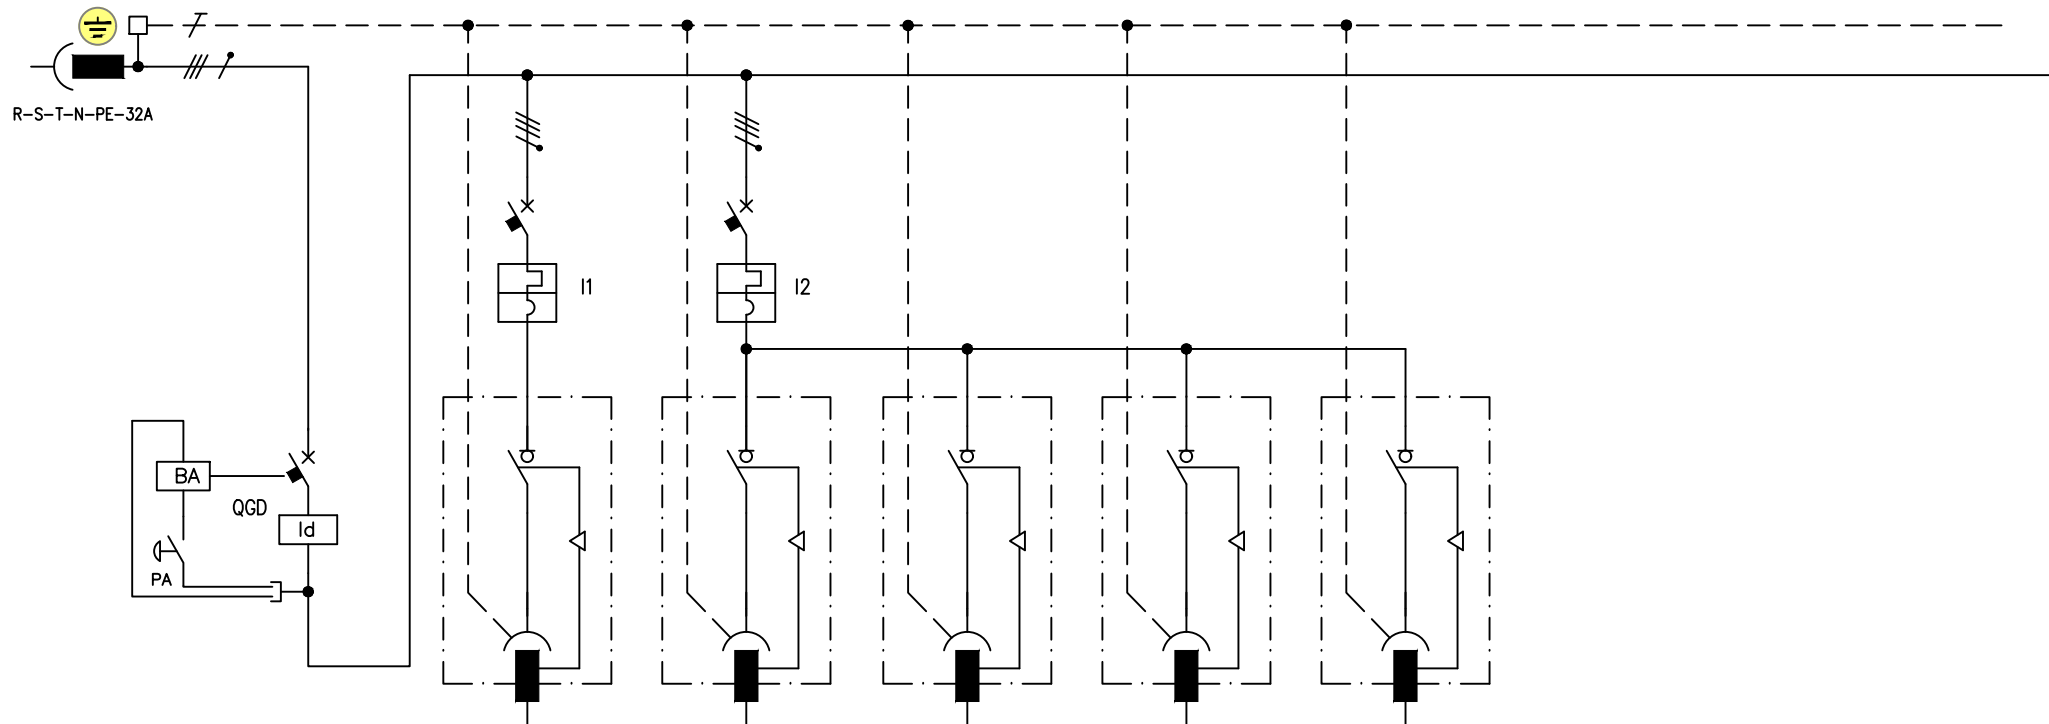 R-S-T-N-PE-32A
I1
I2
BA
QGD
Id
PA